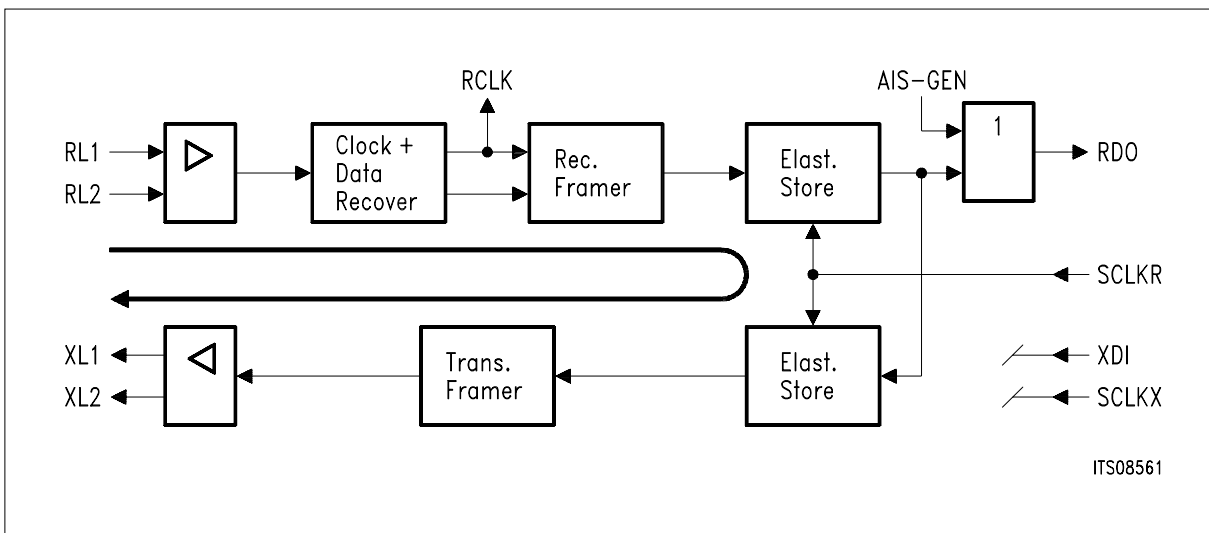 RCLK
AIS-GEN
RL1
RL2
Clock +
Data
Recover
Rec.
Framer
Elast.
Store
1
RDO
SCLKR
XL1
XL2
Trans.
Framer
Elast.
Store
XDI
SCLKX
ITS08561